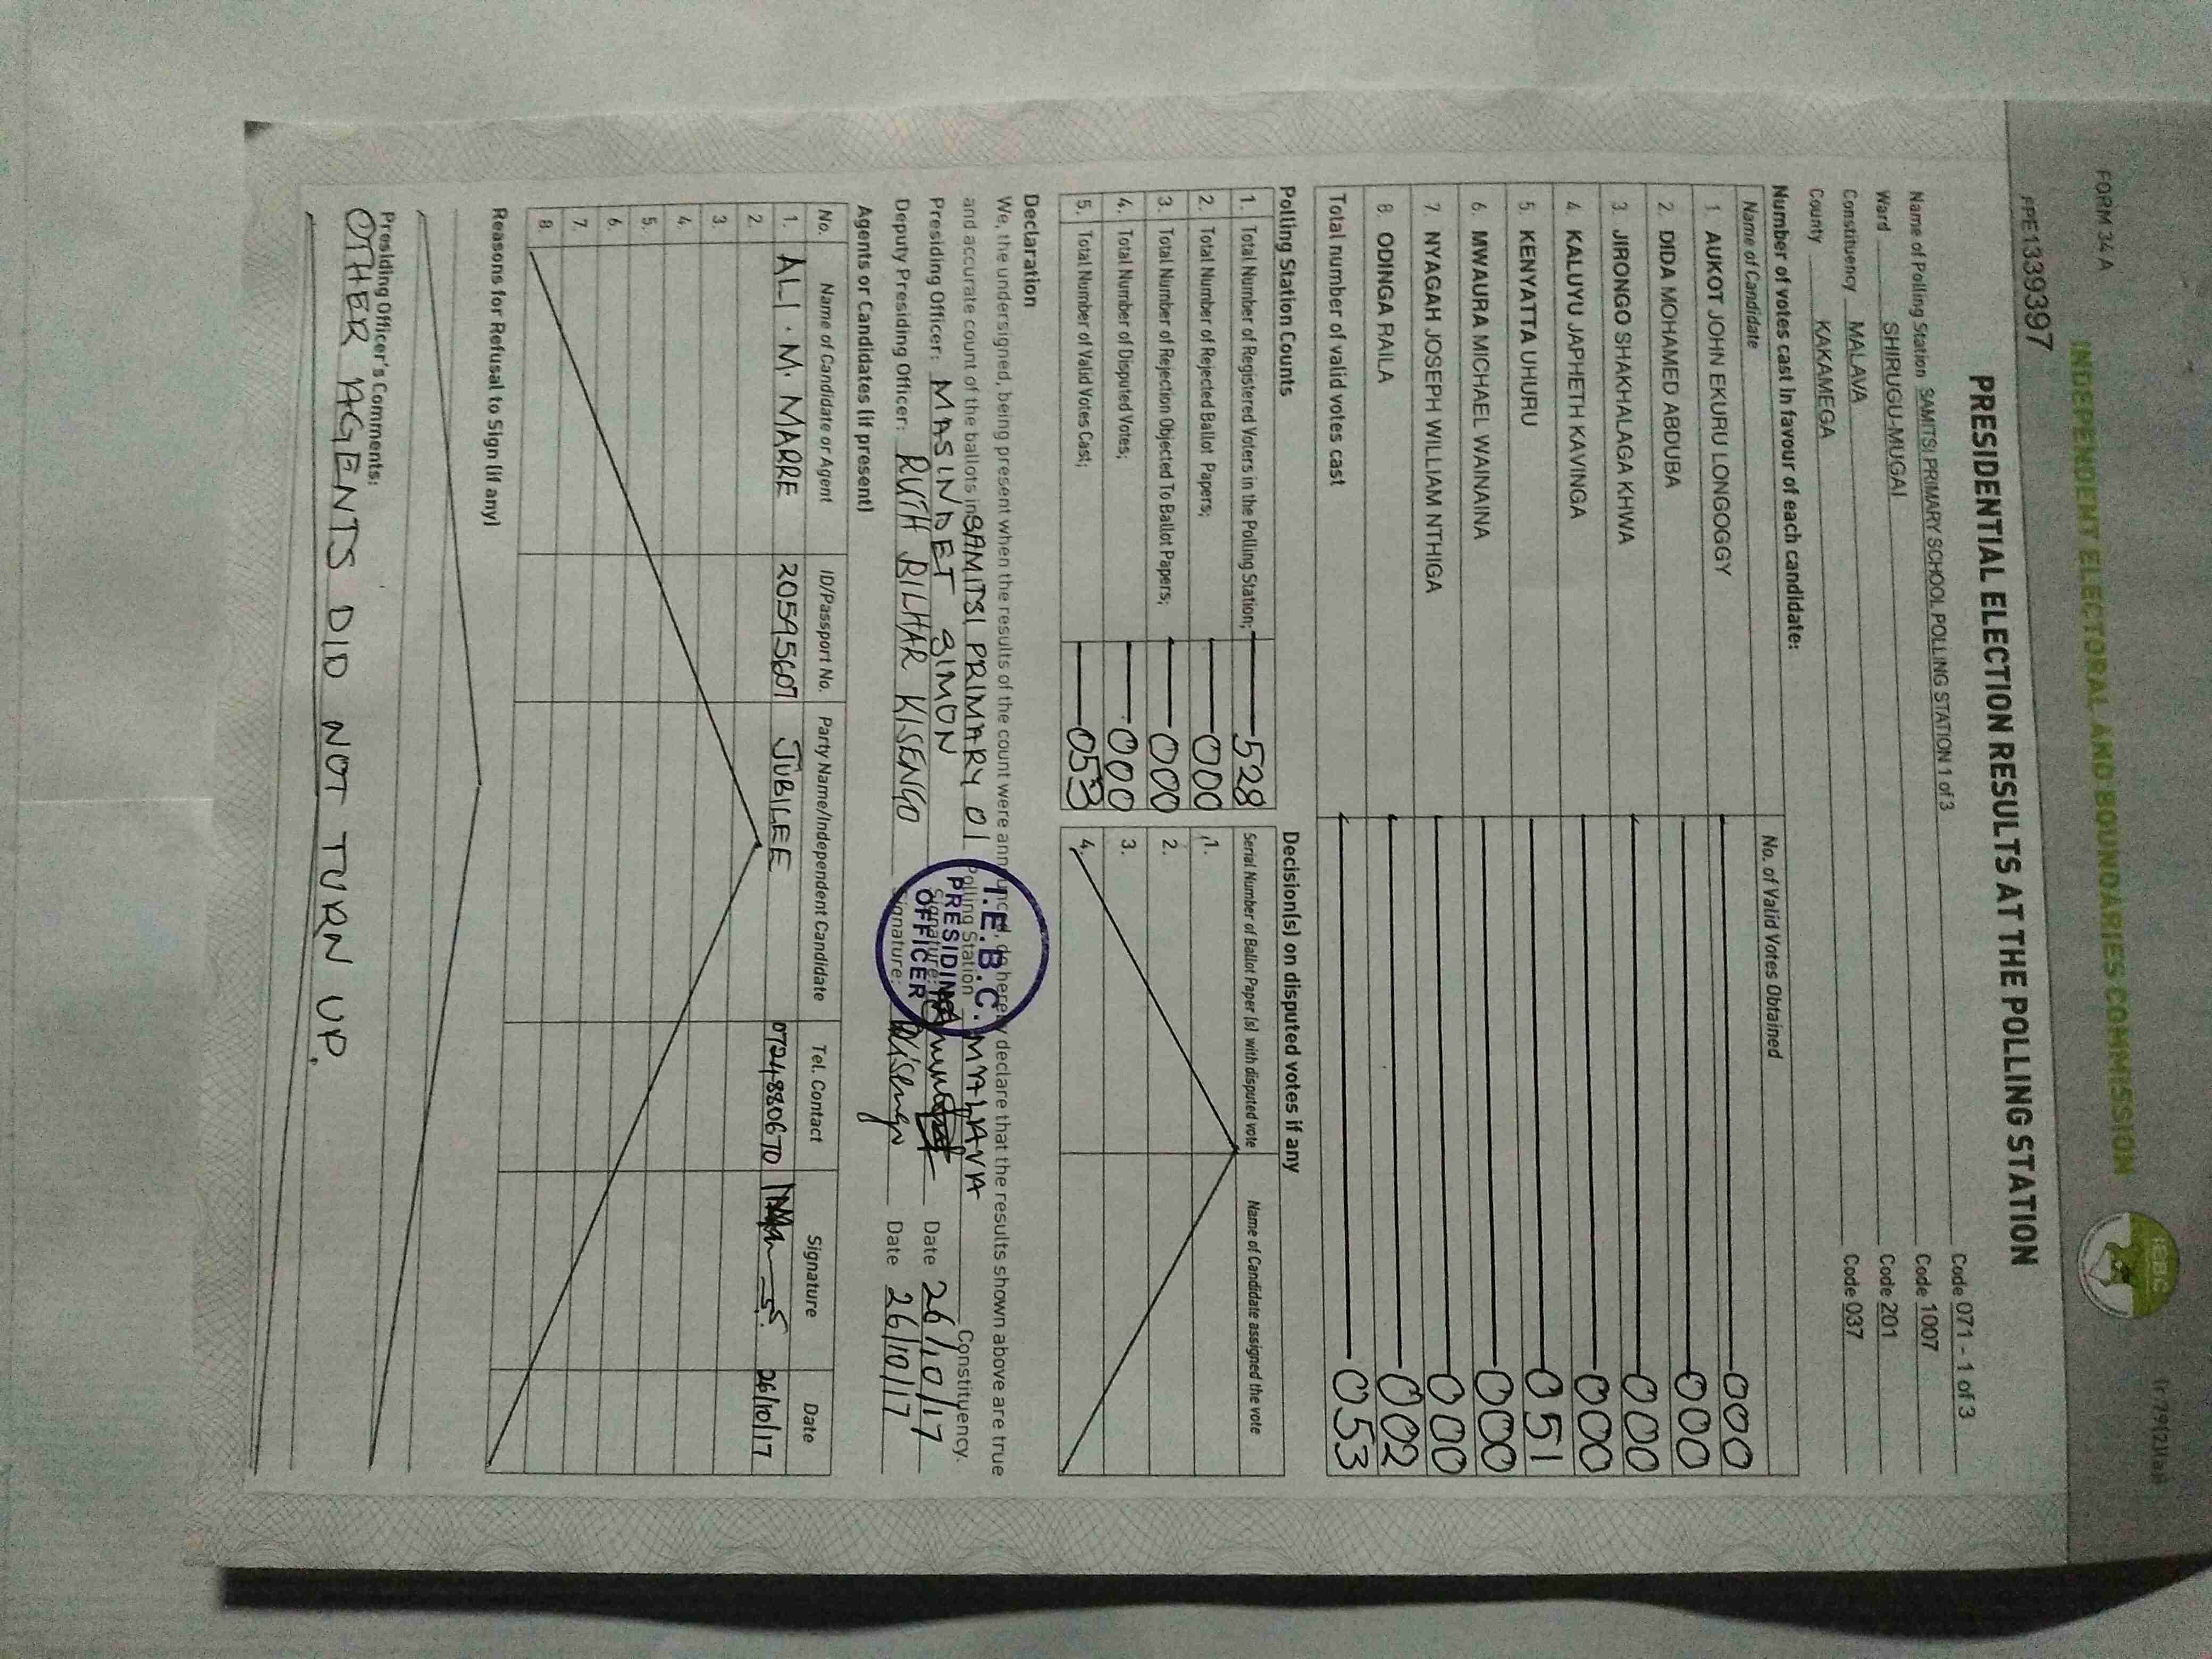 FORM 34A
INDEPENDENT ELECTORAL AND BOUNDARIES COMMISSION
IEBC
PRE1339397
PRESIDENTIAL ELECTION RESULTS AT THE POLLING STATION
Name of Polling Station SAMITSI PRIMARY SCHOOL POLLING STATION 1 of 3 Code 071 - 1 of 3
Ward SHIRUGU-MUGAI Code 1007
Constituency MALAVA Code 201
County KAKAMEGA Code 037
Number of votes cast in favour of each candidate:
Name of Candidate No. of Valid Votes Obtained
1. AUKOT JOHN EKURU LONGOGGY 000
2. DIDA MOHAMED ABDUBA 000
3. JIRONGO SHAKHALAGA KHWA 000
4. KALUYU JAPHETH KAVINGA 000
5. KENYATTA UHURU 051
6. MWAURA MICHAEL WAINAINA 000
7. NYAGAH JOSEPH WILLIAM NTHIGA 000
8. ODINGA RAILA 002
Total number of valid votes cast 053
Polling Station Counts
1. Total Number of Registered Voters in the Polling Station; 528
2. Total Number of Rejected Ballot Papers; 000
3. Total Number of Rejection Objected To Ballot Papers; 000
4. Total Number of Disputed Votes; 000
5. Total Number of Valid Votes Cast; 053
Decision(s) on disputed votes if any
Serial Number of Ballot Paper (s) with disputed vote Name of Candidate assigned the vote
1.
2.
3.
4.
Declaration
We, the undersigned, being present when the results of the count were announced, do hereby declare that the results shown above are true
and accurate count of the ballots in SAMITSI PRIMARY 01 Polling Station MALAVA Constituency.
Presiding Officer: MASINDET SIMON Signature: Date 26/10/17
Deputy Presiding Officer: RUTH BILHAR KISENGO Signature: Date 26/10/17
I.E.B.C.
PRESIDING
OFFICER
Agents or Candidates (if present)
No. Name of Candidate or Agent ID/Passport No. Party Name/Independent Candidate Tel. Contact Signature Date
1. ALI . M. MARRE 20595607 JUBILEE 0724880670 26/10/17
2.
3.
4.
5.
6.
7.
8.
Reasons for Refusal to Sign (if any)
Presiding Officer's Comments:
OTHER AGENTS DID NOT TURN UP.